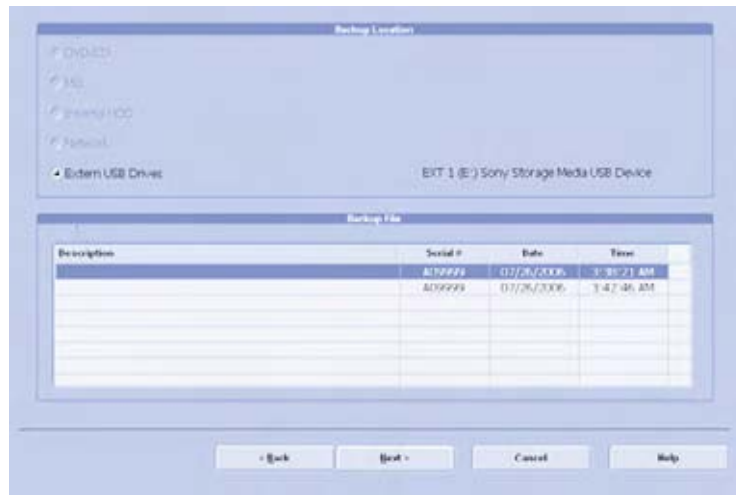 Backup Location
DVD/CD
MO
Internal HDD
Network
Extern USB Drives EXT 1 (E:) Sony Storage Media USB Device
Backup File
Description Serial # Date Time
A09999 07/26/2006 3:38:21 AM
A09999 07/26/2006 3:42:46 AM
< Back Next > Cancel Help